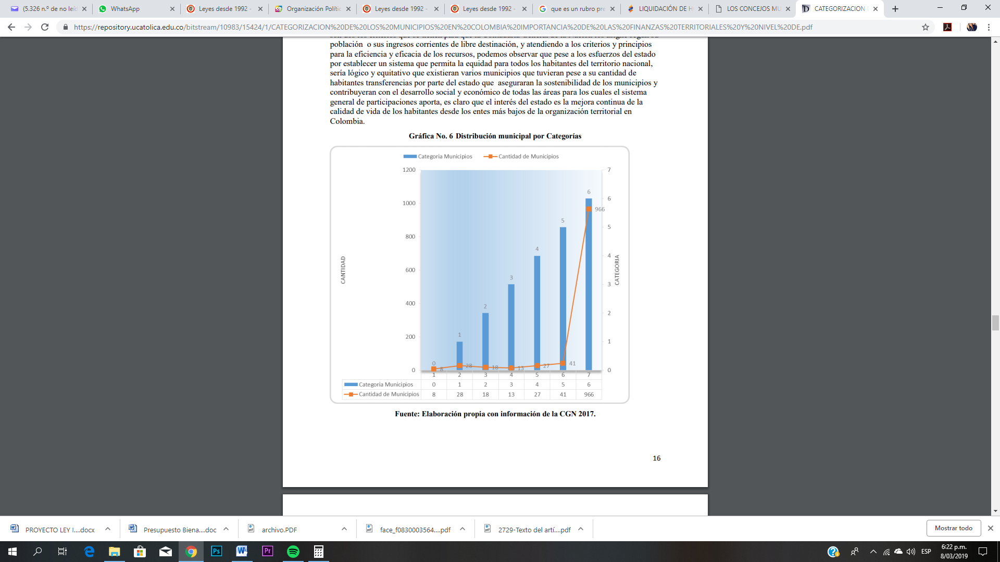 (5.326 n.º de no leíd
WhatsApp
Leyes desde 1992 -
Organización Polític
Leyes desde 1992 -
Leyes desde 1992 -
que es un rubro pre
LIQUIDACIÓN DE H
LOS CONCEJOS MU
CATEGORIZACION
https://repository.ucatolica.edu.co/bitstream/10983/15424/1/CATEGORIZACION%20DE%20LOS%20MUNICIPIOS%20EN%20COLOMBIA%20IMPORTANCIA%20DE%20LAS%20FINANZAS%20TERRITORIALES%20Y%20NIVEL%20DE.pdf
población o sus ingresos corrientes de libre destinación, y atendiendo a los criterios y principios
para la eficiencia y eficacia de los recursos, podemos observar que pese a los esfuerzos del estado
por establecer un sistema que permita la equidad para todos los habitantes del territorio nacional,
sería lógico y equitativo que existieran varios municipios que tuvieran pese a su cantidad de
habitantes transferencias por parte del estado que aseguraran la sostenibilidad de los municipios y
contribuyeran con el desarrollo social y económico de todas las áreas para los cuales el sistema
general de participaciones aporta, es claro que el interés del estado es la mejora continua de la
calidad de vida de los habitantes desde los entes más bajos de la organización territorial en
Colombia.
Gráfica No. 6 Distribución municipal por Categorías
Categoria Municipios Cantidad de Municipios
1200 7
6
1000 6
966
5
800 5
4
600 4
CANTIDAD
CATEGORIA
3
3
400
2
2
200 1
1
0 8 28 18 13 27 41
0 0
1 2 3 4 5 6 7
Categoria Municipios 0 1 2 3 4 5 6
Cantidad de Municipios 8 28 18 13 27 41 966
Fuente: Elaboración propia con información de la CGN 2017.
16
PROYECTO LEY I....docx
Presupuesto Biena....doc
archivo.PDF
face_f0830003564....pdf
2729-Texto del artí....pdf
Mostrar todo
ESP
6:22 p.m.
8/03/2019